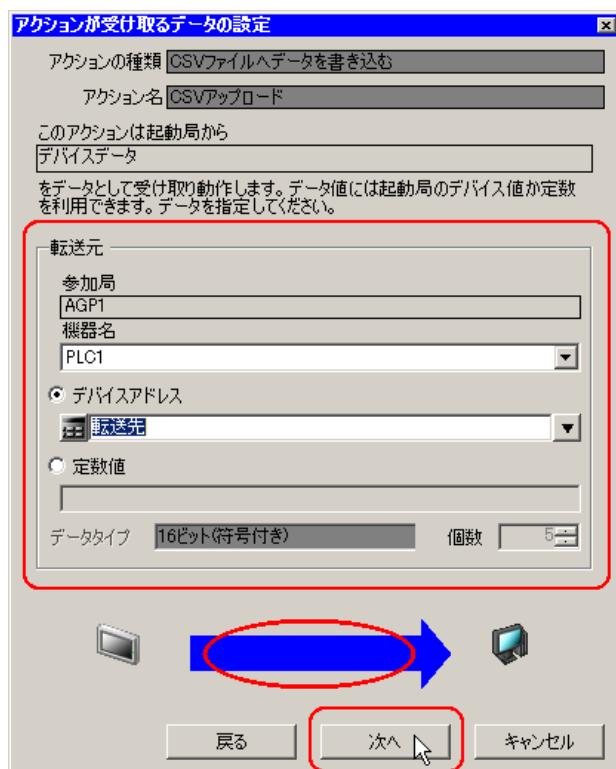 アクションが受け取るデータの設定
アクションの種類 CSVファイルへデータを書き込む
アクション名 CSVアップロード
このアクションは起動局から
デバイスデータ
をデータとして受け取り動作します。データ値には起動局のデバイス値か定数
を利用できます。データを指定してください。
転送元
参加局
AGP1
機器名
PLC1
デバイスアドレス
転送先
定数値
データタイプ 16ビット(符号付き) 個数 5
戻る 次へ キャンセル